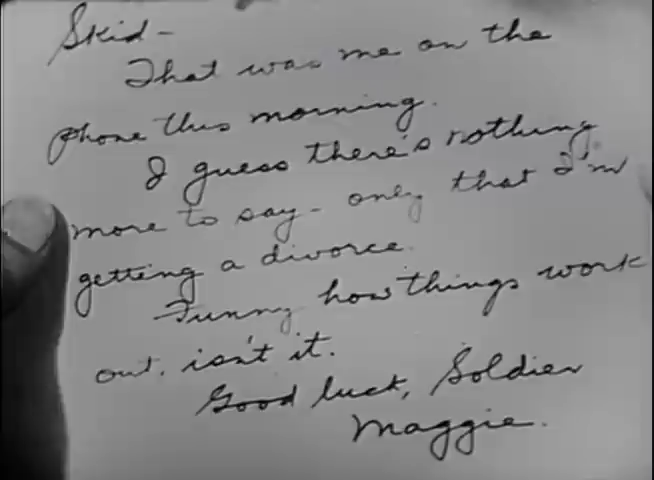 Skid-
That was me on the
phone this morning.
I guess there's nothing
more to say - only that I'm
getting a divorce.
Funny how things work
out, isn't it.
Good luck, Soldier
Maggie.